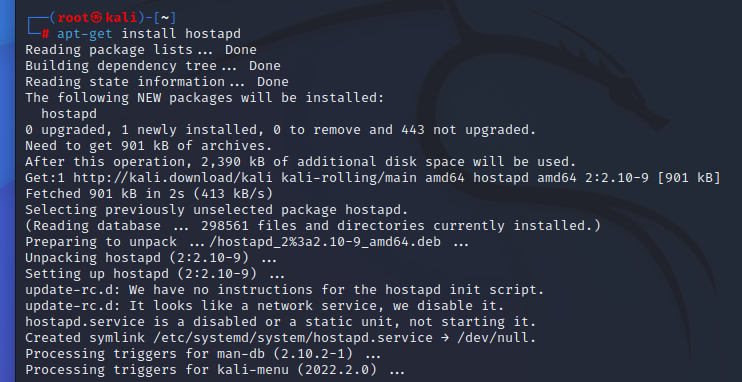 ┌──(root㉿kali)-[~]
└─# apt-get install hostapd
Reading package lists... Done
Building dependency tree... Done
Reading state information... Done
The following NEW packages will be installed:
  hostapd
0 upgraded, 1 newly installed, 0 to remove and 443 not upgraded.
Need to get 901 kB of archives.
After this operation, 2,390 kB of additional disk space will be used.
Get:1 http://kali.download/kali kali-rolling/main amd64 hostapd amd64 2:2.10-9 [901 kB]
Fetched 901 kB in 2s (413 kB/s)
Selecting previously unselected package hostapd.
(Reading database ... 298561 files and directories currently installed.)
Preparing to unpack .../hostapd_2%3a2.10-9_amd64.deb ...
Unpacking hostapd (2:2.10-9) ...
Setting up hostapd (2:2.10-9) ...
update-rc.d: We have no instructions for the hostapd init script.
update-rc.d: It looks like a network service, we disable it.
hostapd.service is a disabled or a static unit, not starting it.
Created symlink /etc/systemd/system/hostapd.service → /dev/null.
Processing triggers for man-db (2.10.2-1) ...
Processing triggers for kali-menu (2022.2.0) ...